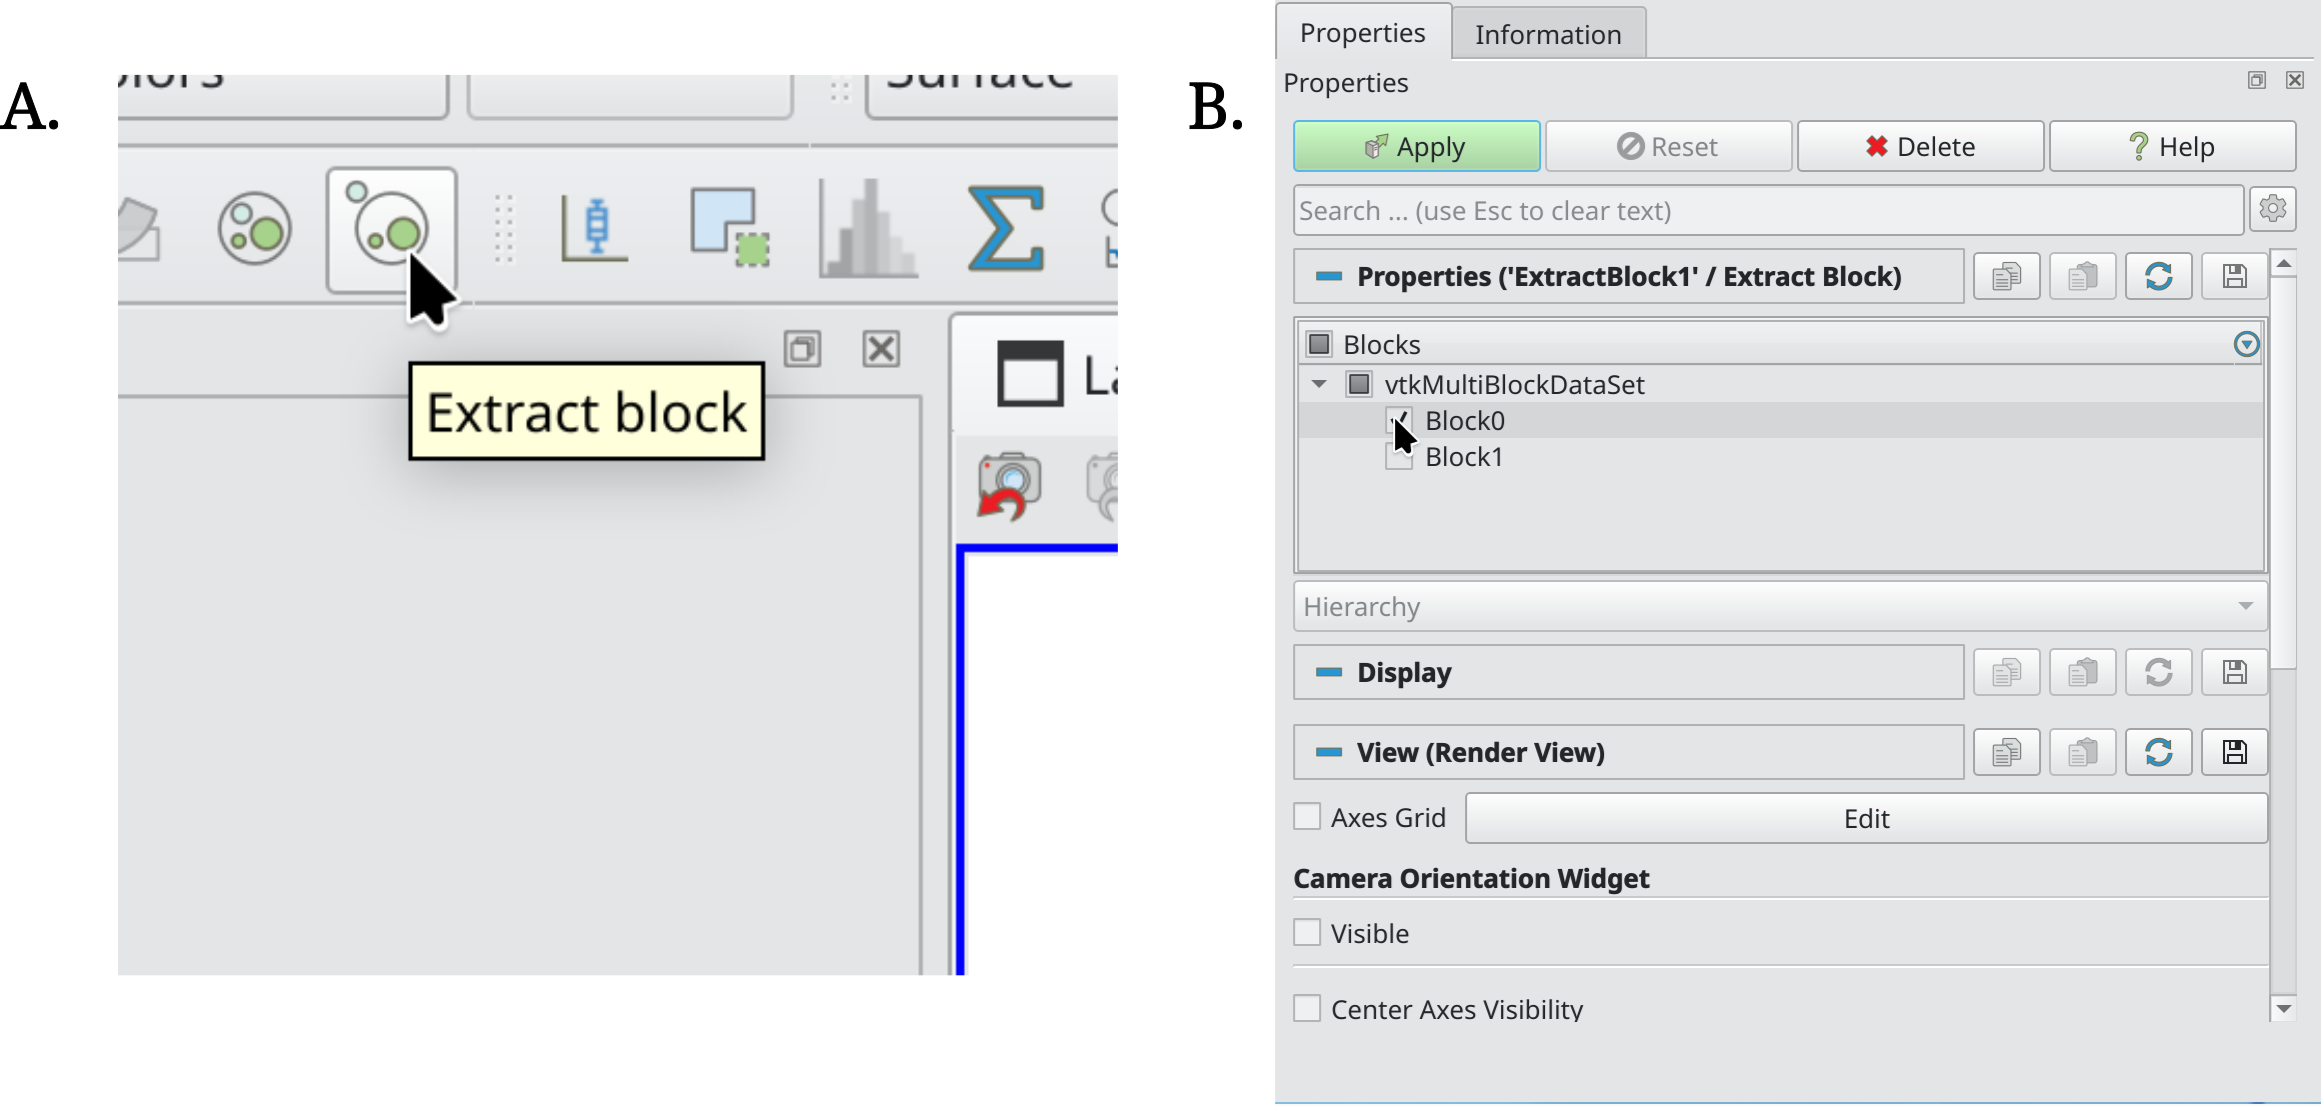 A.
Surface
Extract block
B.
Properties
Information
Properties
Apply
Reset
Delete
Help
Search ... (use Esc to clear text)
Properties ('ExtractBlock1' / Extract Block)
Blocks
vtkMultiBlockDataSet
Block0
Block1
Hierarchy
Display
View (Render View)
Axes Grid
Edit
Camera Orientation Widget
Visible
Center Axes Visibility